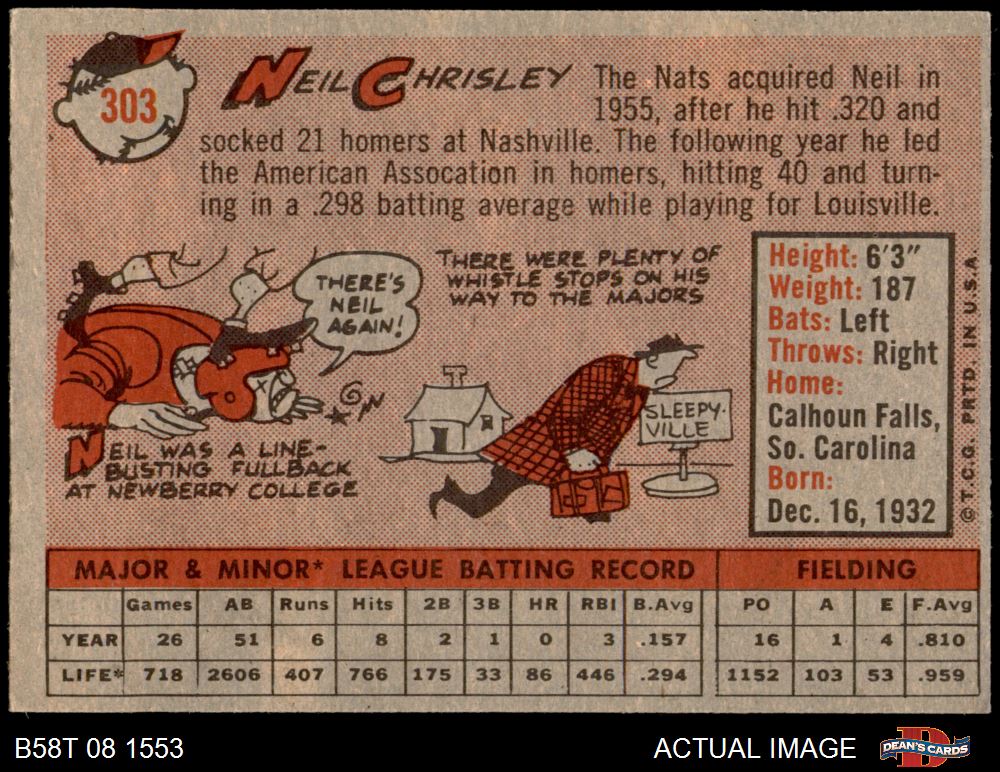 303
NEIL CHRISLEY
The Nats acquired Neil in
1955, after he hit .320 and
socked 21 homers at Nashville. The following year he led
the American Assocation in homers, hitting 40 and turn-
ing in a .298 batting average while playing for Louisville.
THERE'S
NEIL
AGAIN!
NEIL WAS A LINE-
BUSTING FULLBACK
AT NEWBERRY COLLEGE
THERE WERE PLENTY OF
WHISTLE STOPS ON HIS
WAY TO THE MAJORS
SLEEPY-
VILLE
Height: 6'3"
Weight: 187
Bats: Left
Throws: Right
Home:
Calhoun Falls,
So. Carolina
Born:
Dec. 16, 1932
© T.C.G. PRTD. IN U.S.A.
MAJOR & MINOR* LEAGUE BATTING RECORD FIELDING
Games AB Runs Hits 2B 3B HR RBI B.Avg PO A E F.Avg
YEAR 26 51 6 8 2 1 0 3 .157 16 1 4 .810
LIFE* 718 2606 407 766 175 33 86 446 .294 1152 103 53 .959
B58T 08 1553 ACTUAL IMAGE DEAN'S CARDS